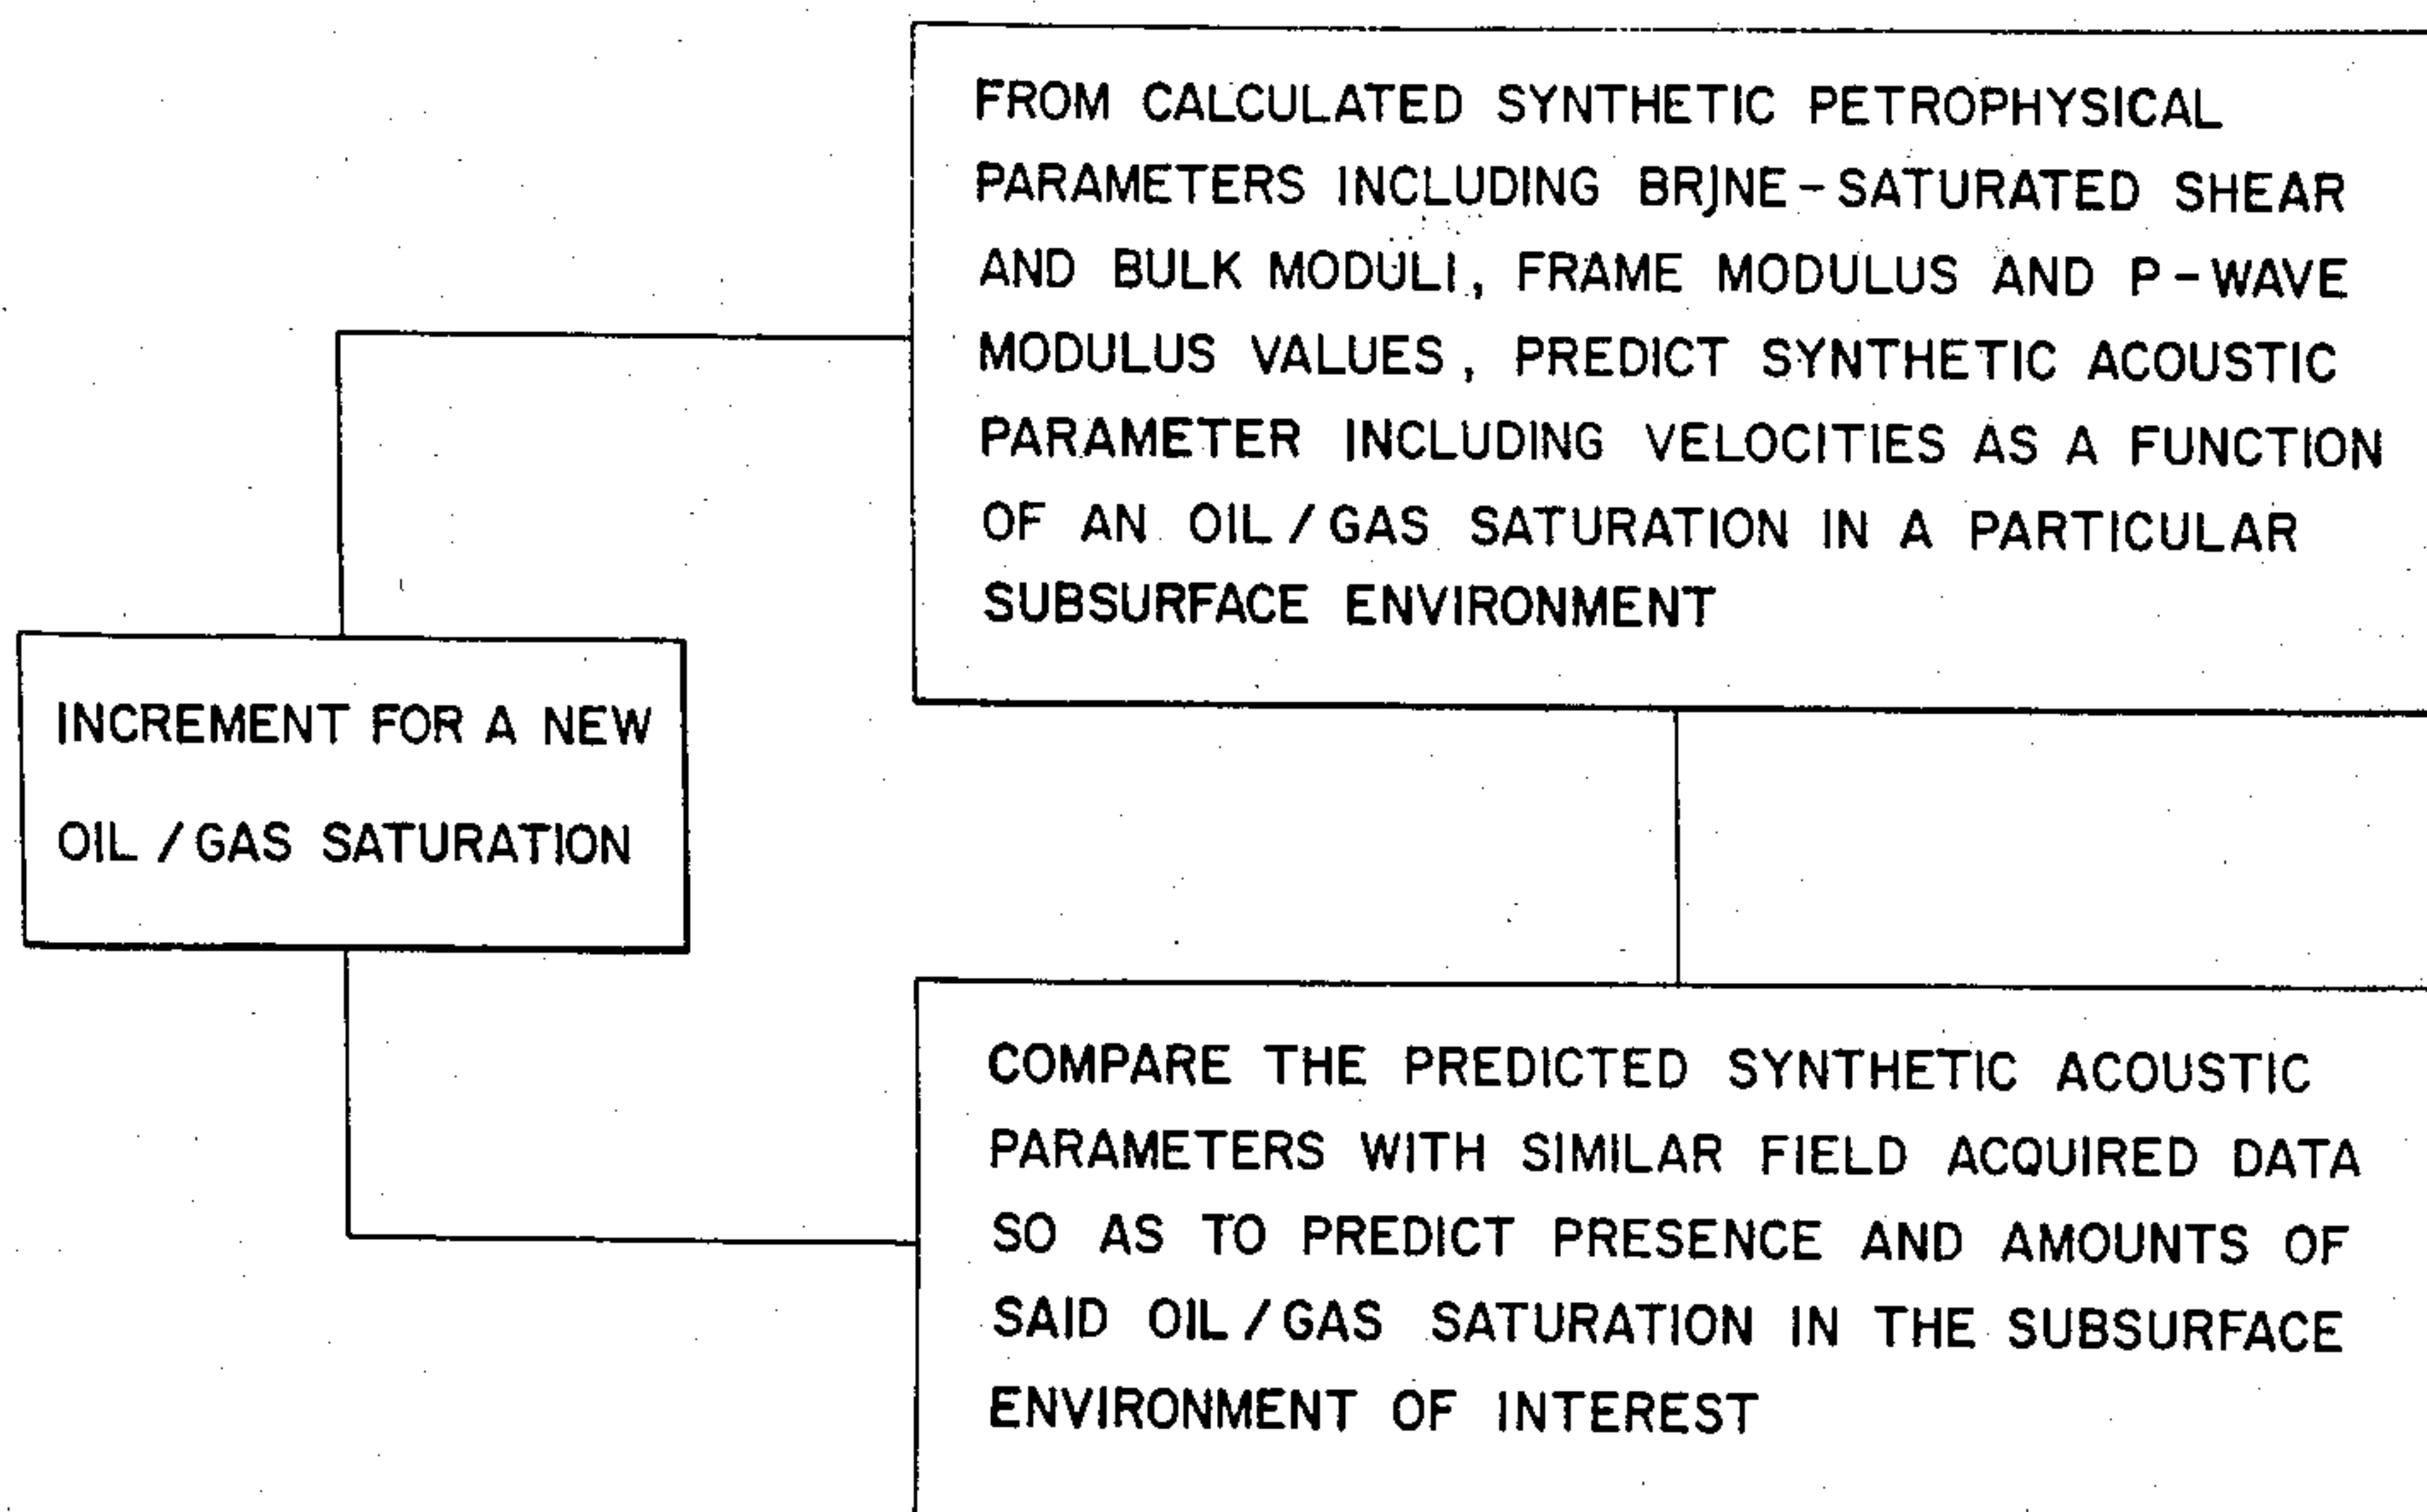 FROM CALCULATED SYNTHETIC PETROPHYSICAL
PARAMETERS INCLUDING BRINE-SATURATED SHEAR
AND BULK MODULI, FRAME MODULUS AND P-WAVE
MODULUS VALUES, PREDICT SYNTHETIC ACOUSTIC
PARAMETER INCLUDING VELOCITIES AS A FUNCTION
OF AN OIL/GAS SATURATION IN A PARTICULAR
SUBSURFACE ENVIRONMENT
INCREMENT FOR A NEW
OIL/GAS SATURATION
COMPARE THE PREDICTED SYNTHETIC ACOUSTIC
PARAMETERS WITH SIMILAR FIELD ACQUIRED DATA
SO AS TO PREDICT PRESENCE AND AMOUNTS OF
SAID OIL/GAS SATURATION IN THE SUBSURFACE
ENVIRONMENT OF INTEREST